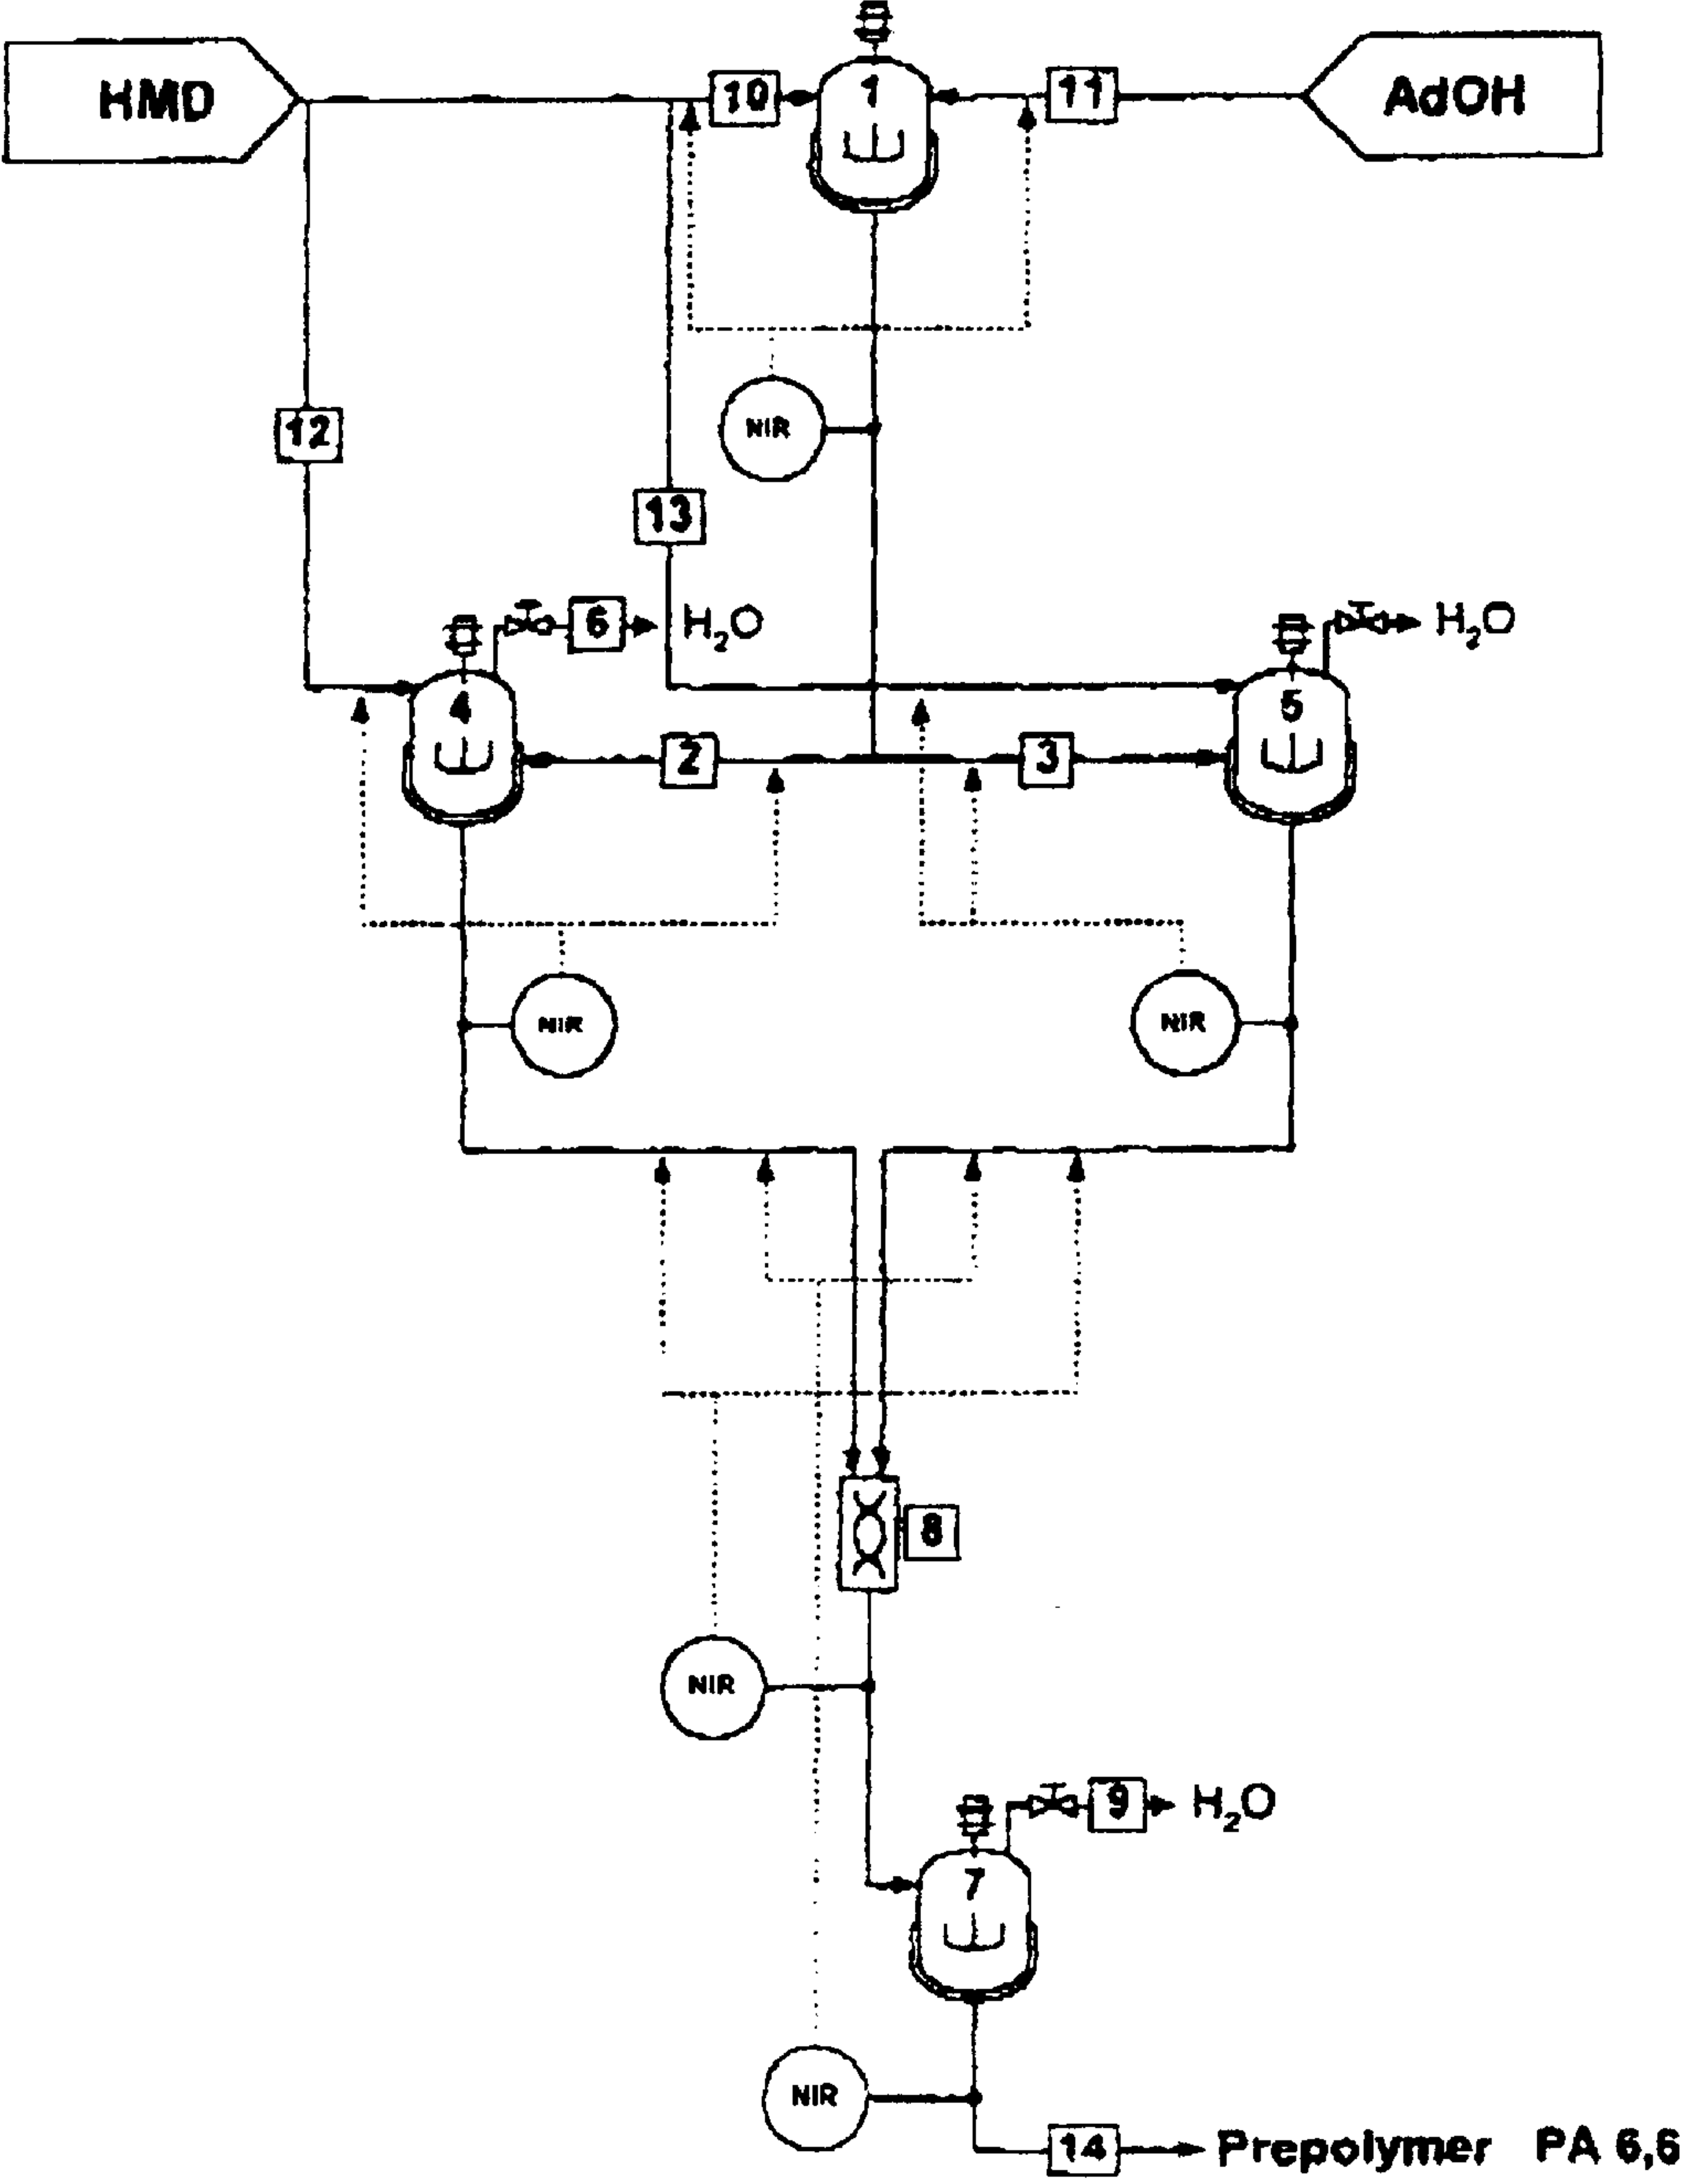 HMD
10
1
11
AdOH
12
NIR
13
6
H₂O
H₂O
4
5
2
3
NIR
NIR
8
NIR
9
H₂O
7
NIR
14
Prepolymer PA 6,6